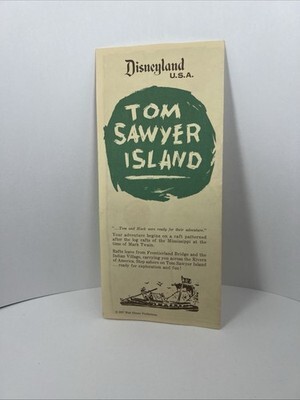 Disneyland
U.S.A.
TOM
SAWYER
ISLAND
"...Tom and Huck were ready for their adventure."
Your adventure begins on a raft patterned
after the log rafts of the Mississippi at the
time of Mark Twain.
Rafts leave from Frontierland Bridge and the
Indian Village, carrying you across the Rivers
of America. Step ashore on Tom Sawyer Island
...ready for exploration and fun!